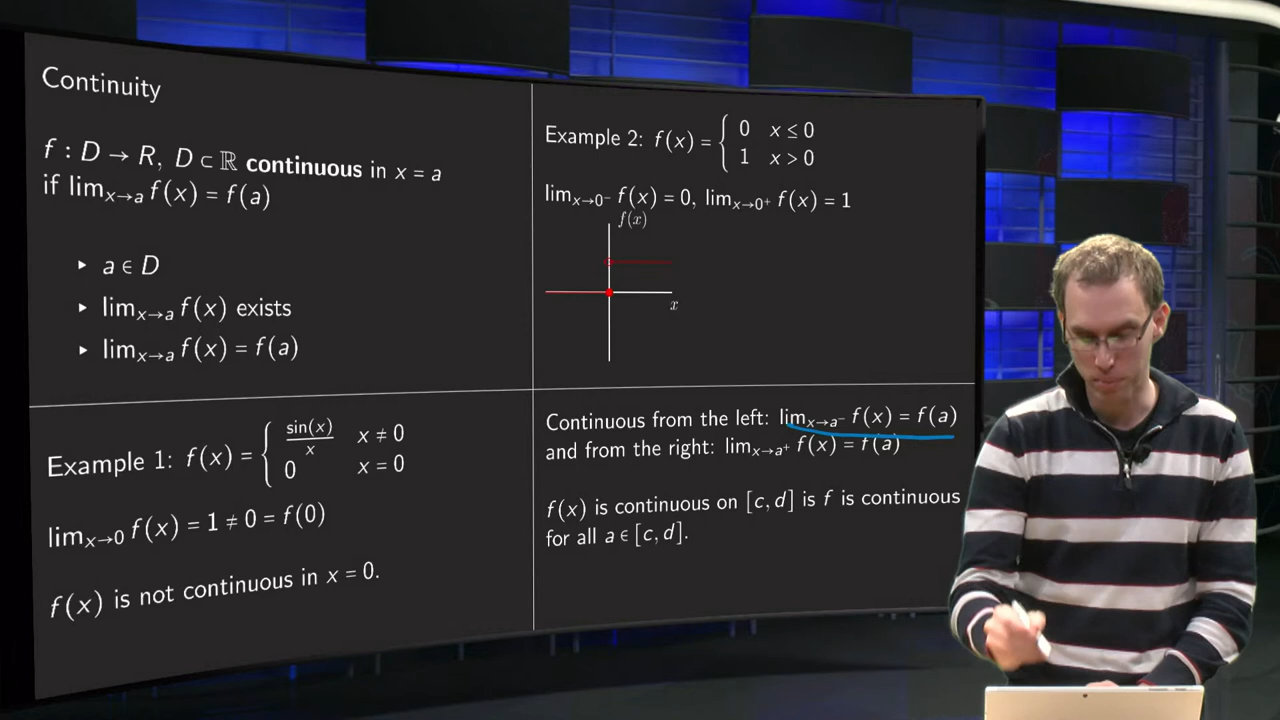 Continuity
f : D → R, D ⊂ ℝ continuous in x = a
if lim_{x→a} f(x) = f(a)
▸ a ∈ D
▸ lim_{x→a} f(x) exists
▸ lim_{x→a} f(x) = f(a)
Example 1: f(x) = { sin(x)/x x ≠ 0
0 x = 0
lim_{x→0} f(x) = 1 ≠ 0 = f(0)
f(x) is not continuous in x = 0.
Example 2: f(x) = { 0 x ≤ 0
1 x > 0
lim_{x→0⁻} f(x) = 0, lim_{x→0⁺} f(x) = 1
f(x)
x
Continuous from the left: lim_{x→a⁻} f(x) = f(a)
and from the right: lim_{x→a⁺} f(x) = f(a)
f(x) is continuous on [c, d] is f is continuous
for all a ∈ [c, d].